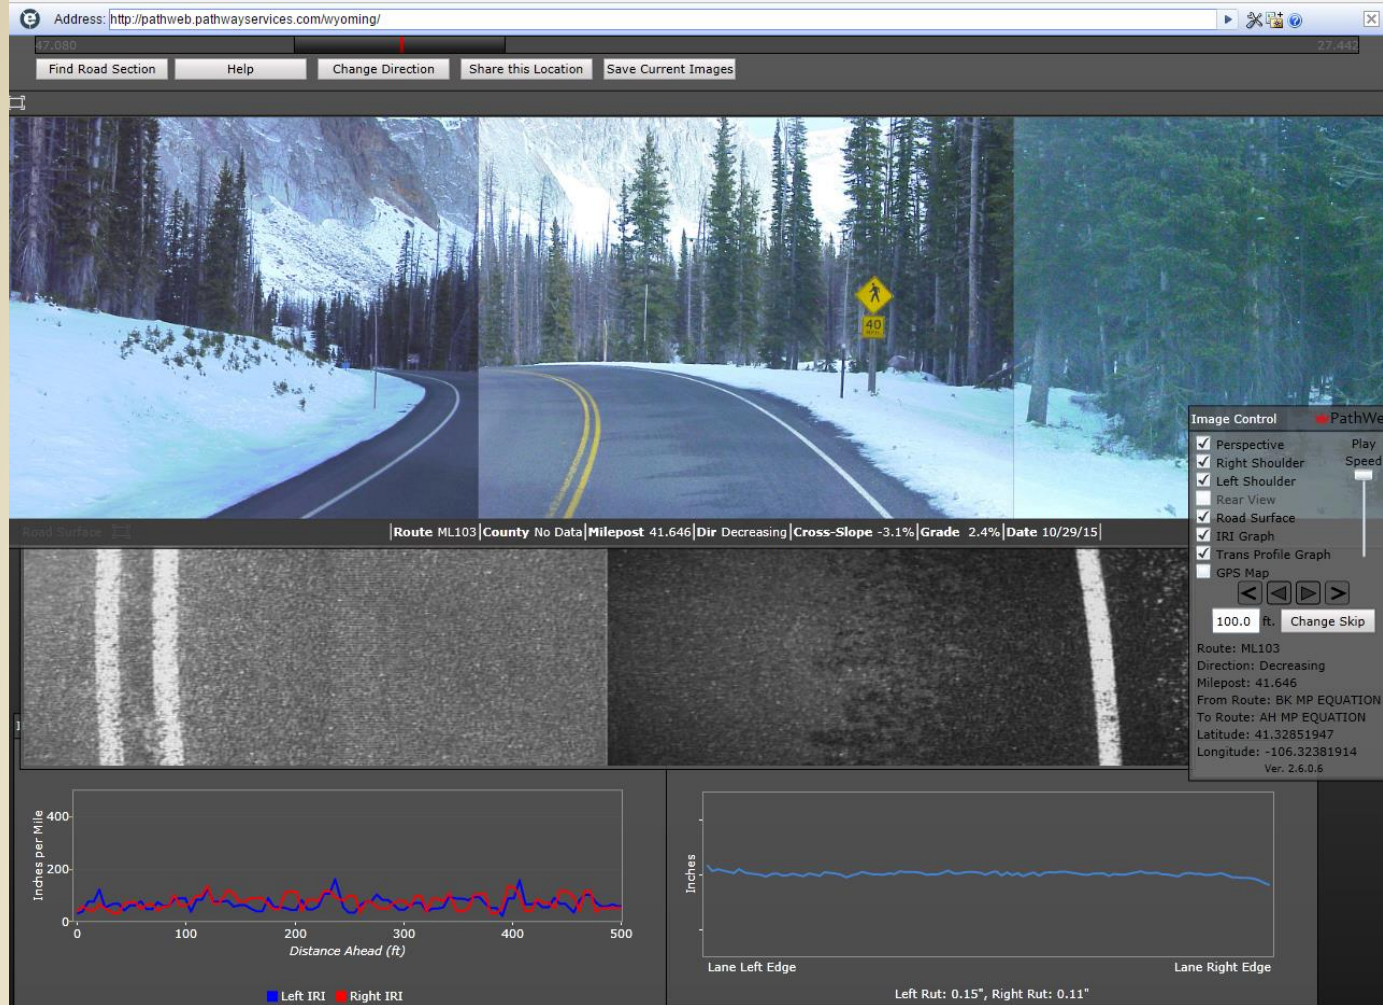 Address: http://pathweb.pathwayservices.com/wyoming/
47.080 27.442
Find Road Section Help Change Direction Share this Location Save Current Images
40
MPH
Image Control PathWe
Perspective
Right Shoulder
Left Shoulder
Rear View
Road Surface
IRI Graph
Trans Profile Graph
GPS Map
Play
Speed
100.0 ft. Change Skip
Route: ML103
Direction: Decreasing
Milepost: 41.646
From Route: BK MP EQUATION
To Route: AH MP EQUATION
Latitude: 41.32851947
Longitude: -106.32381914
Ver. 2.6.0.6
Road Surface
Route ML103|County No Data|Milepost 41.646|Dir Decreasing|Cross-Slope -3.1%|Grade 2.4%|Date 10/29/15|
Inches per Mile
400
200
0
0 100 200 300 400 500
Distance Ahead (ft)
Left IRI Right IRI
Inches
Lane Left Edge Lane Right Edge
Left Rut: 0.15", Right Rut: 0.11"